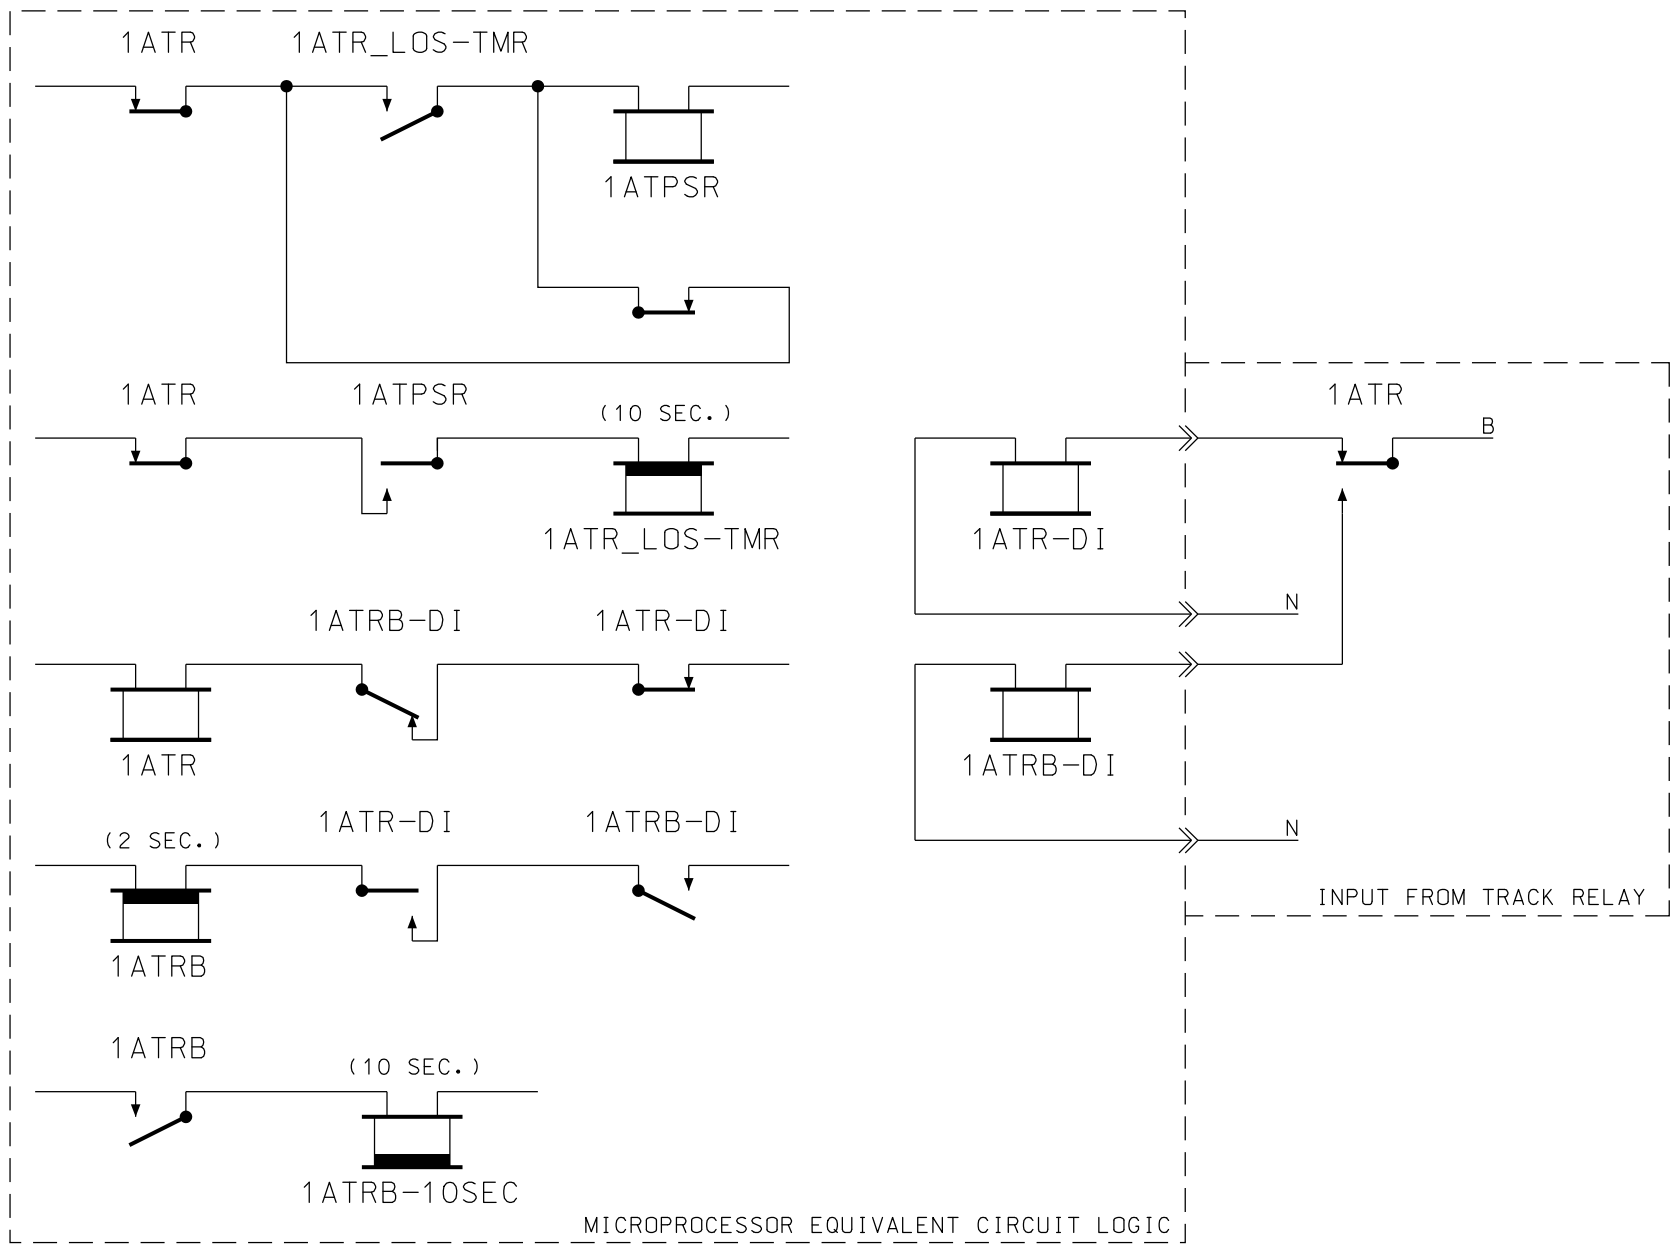 1ATR 1ATR_LOS-TMR
1ATPSR
1ATR 1ATPSR (10 SEC.) 1ATR
B
1ATR_LOS-TMR 1ATR-DI
N
1ATRB-DI 1ATR-DI
1ATR 1ATRB-DI
(2 SEC.) 1ATR-DI 1ATRB-DI N
INPUT FROM TRACK RELAY
1ATRB
1ATRB (10 SEC.)
1ATRB-10SEC
MICROPROCESSOR EQUIVALENT CIRCUIT LOGIC